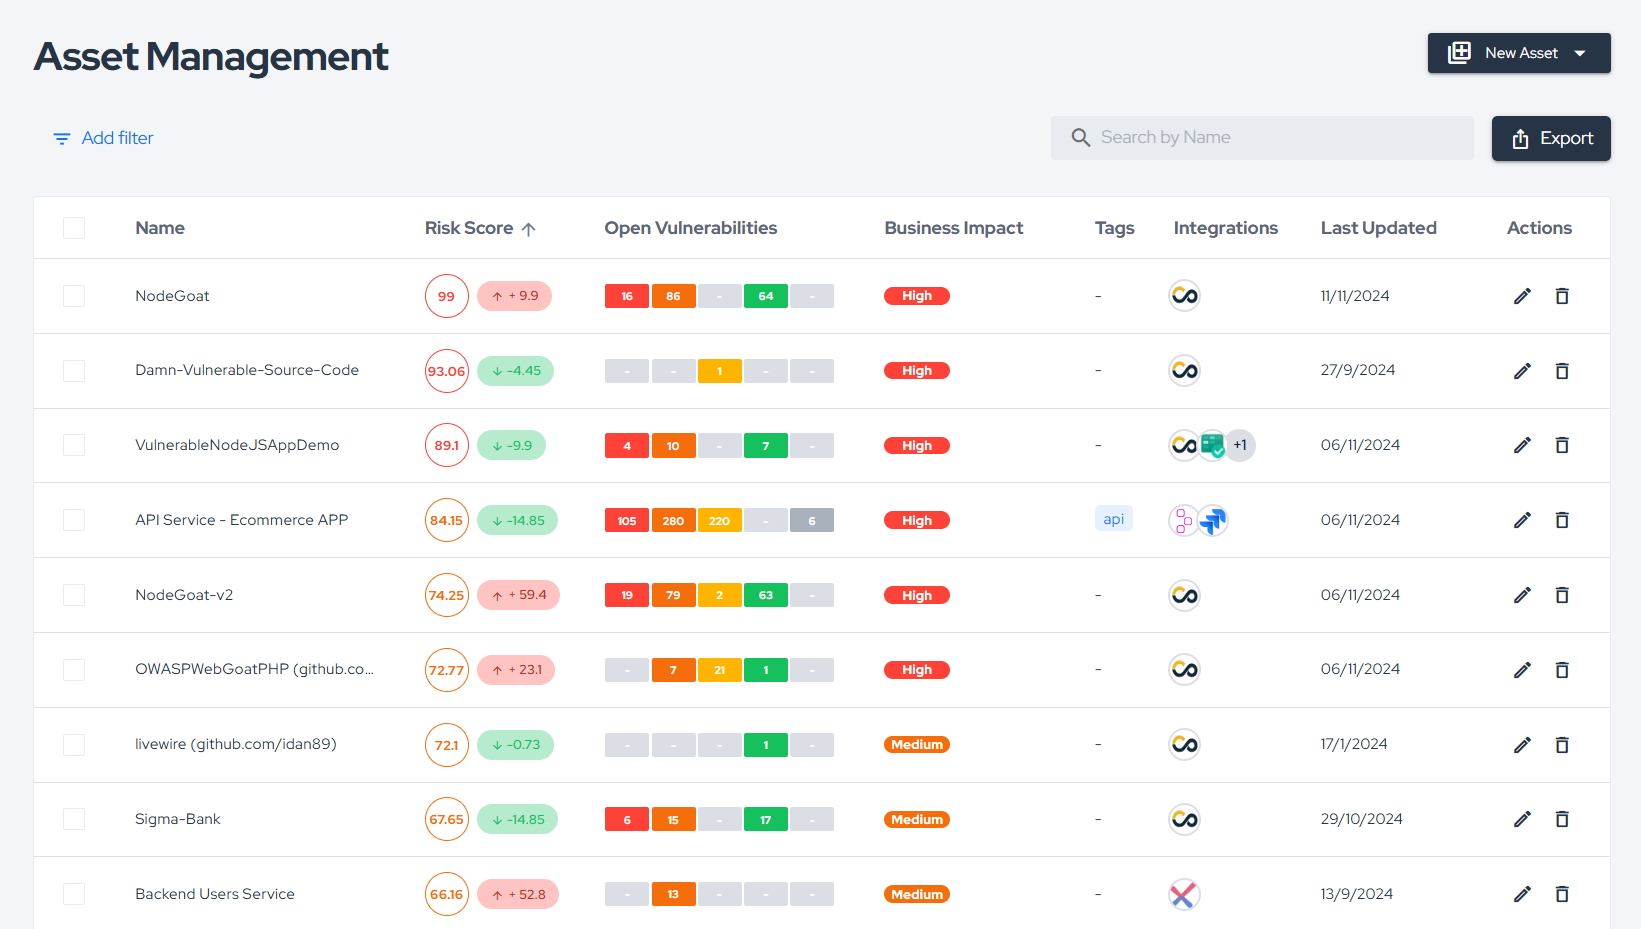 Asset Management
New Asset
Add filter
Search by Name
Export
Name Risk Score Open Vulnerabilities Business Impact Tags Integrations Last Updated Actions
NodeGoat 99 + 9.9 16 86 - 64 - High - 11/11/2024
Damn-Vulnerable-Source-Code 93.06 -4.45 - - 1 - - High - 27/9/2024
VulnerableNodeJSAppDemo 89.1 -9.9 4 10 - 7 - High - +1 06/11/2024
API Service - Ecommerce APP 84.15 -14.85 105 280 220 - 6 High api 06/11/2024
NodeGoat-v2 74.25 + 59.4 19 79 2 63 - High - 06/11/2024
OWASPWebGoatPHP (github.co... 72.77 + 23.1 - 7 21 1 - High - 06/11/2024
livewire (github.com/idan89) 72.1 -0.73 - - - 1 - Medium - 17/1/2024
Sigma-Bank 67.65 -14.85 6 15 - 17 - Medium - 29/10/2024
Backend Users Service 66.16 + 52.8 - 13 - - - Medium - 13/9/2024